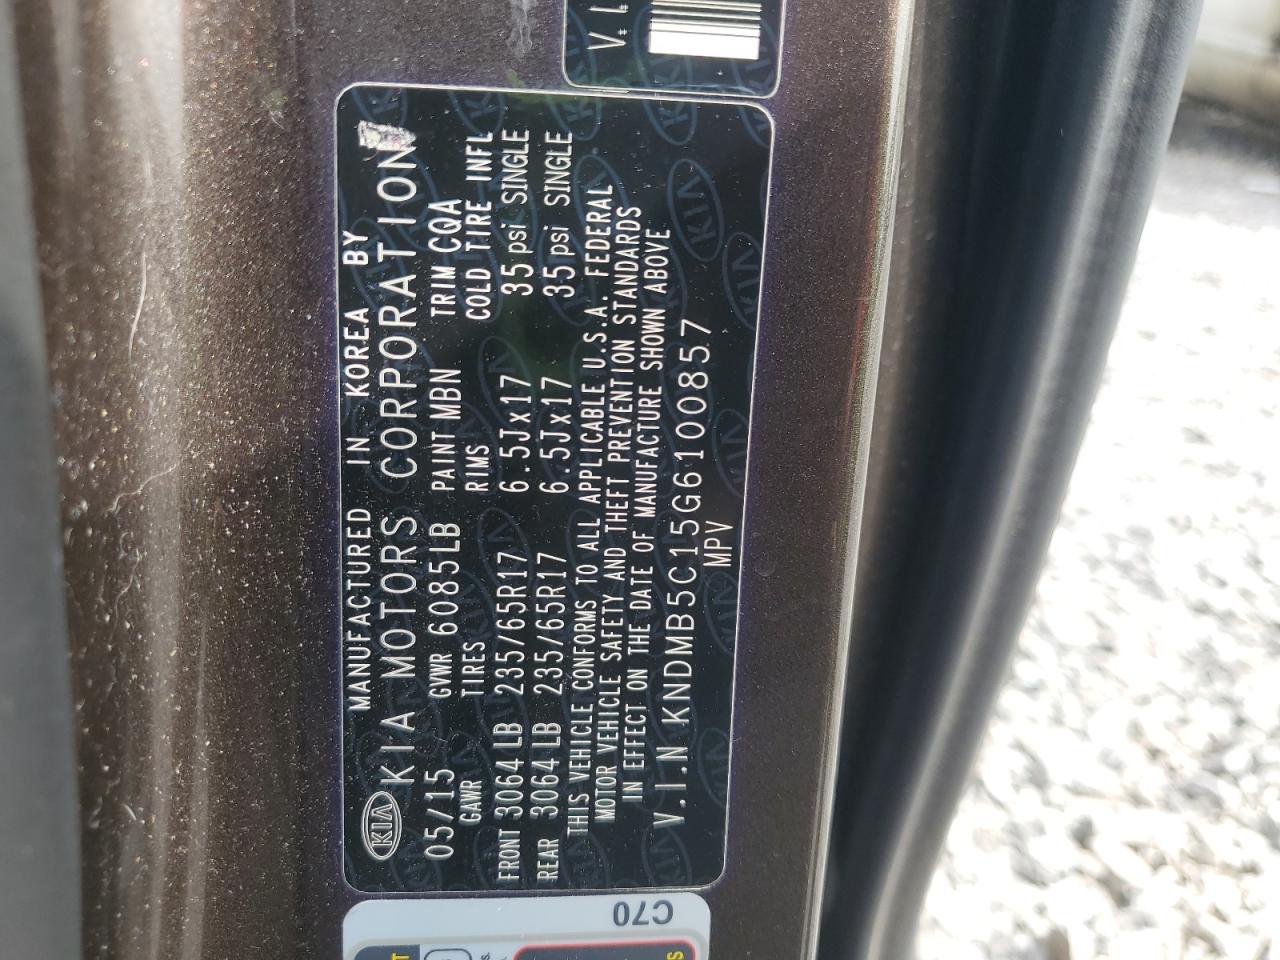 MANUFACTURED IN KOREA BY
KIA KIA MOTORS CORPORATION
05/15 GVWR 6085LB PAINT MBN TRIM CQA
GAWR TIRES RIMS COLD TIRE INFL
FRONT 3064LB 235/65R17 6.5Jx17 35psi SINGLE
REAR 3064LB 235/65R17 6.5Jx17 35psi SINGLE
THIS VEHICLE CONFORMS TO ALL APPLICABLE U.S.A. FEDERAL
MOTOR VEHICLE SAFETY AND THEFT PREVENTION STANDARDS
IN EFFECT ON THE DATE OF MANUFACTURE SHOWN ABOVE
V.I.N KNDMB5C15G6100857
MPV
C70
V.I.